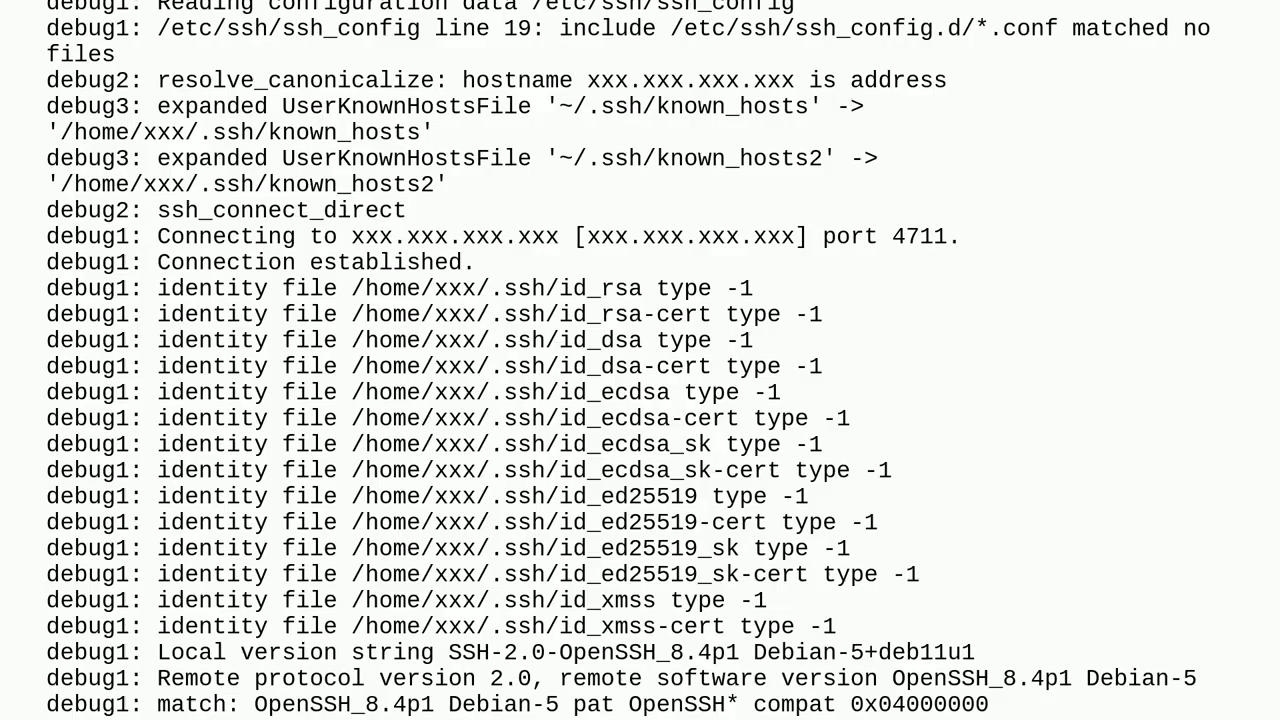 debug1: Reading configuration data /etc/ssh/ssh_config
debug1: /etc/ssh/ssh_config line 19: include /etc/ssh/ssh_config.d/*.conf matched no
files
debug2: resolve_canonicalize: hostname xxx.xxx.xxx.xxx is address
debug3: expanded UserKnownHostsFile '~/.ssh/known_hosts' ->
'/home/xxx/.ssh/known_hosts'
debug3: expanded UserKnownHostsFile '~/.ssh/known_hosts2' ->
'/home/xxx/.ssh/known_hosts2'
debug2: ssh_connect_direct
debug1: Connecting to xxx.xxx.xxx.xxx [xxx.xxx.xxx.xxx] port 4711.
debug1: Connection established.
debug1: identity file /home/xxx/.ssh/id_rsa type -1
debug1: identity file /home/xxx/.ssh/id_rsa-cert type -1
debug1: identity file /home/xxx/.ssh/id_dsa type -1
debug1: identity file /home/xxx/.ssh/id_dsa-cert type -1
debug1: identity file /home/xxx/.ssh/id_ecdsa type -1
debug1: identity file /home/xxx/.ssh/id_ecdsa-cert type -1
debug1: identity file /home/xxx/.ssh/id_ecdsa_sk type -1
debug1: identity file /home/xxx/.ssh/id_ecdsa_sk-cert type -1
debug1: identity file /home/xxx/.ssh/id_ed25519 type -1
debug1: identity file /home/xxx/.ssh/id_ed25519-cert type -1
debug1: identity file /home/xxx/.ssh/id_ed25519_sk type -1
debug1: identity file /home/xxx/.ssh/id_ed25519_sk-cert type -1
debug1: identity file /home/xxx/.ssh/id_xmss type -1
debug1: identity file /home/xxx/.ssh/id_xmss-cert type -1
debug1: Local version string SSH-2.0-OpenSSH_8.4p1 Debian-5+deb11u1
debug1: Remote protocol version 2.0, remote software version OpenSSH_8.4p1 Debian-5
debug1: match: OpenSSH_8.4p1 Debian-5 pat OpenSSH* compat 0x04000000